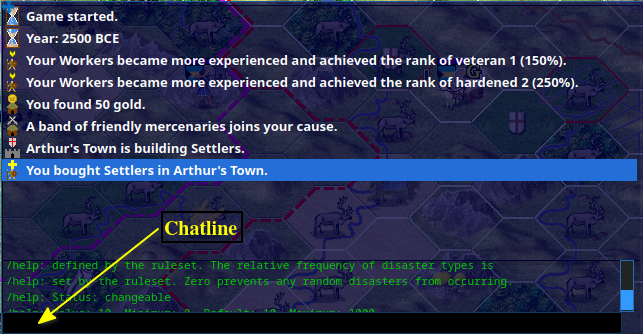 Game started.
Year: 2500 BCE
Your Workers became more experienced and achieved the rank of veteran 1 (150%).
Your Workers became more experienced and achieved the rank of hardened 2 (250%).
You found 50 gold.
A band of friendly mercenaries joins your cause.
Arthur's Town is building Settlers.
You bought Settlers in Arthur's Town.
Chatline
/help: defined by the ruleset. The relative frequency of disaster types is
/help: set by the ruleset. Zero prevents any random disasters from occurring.
/help: Status: changeable